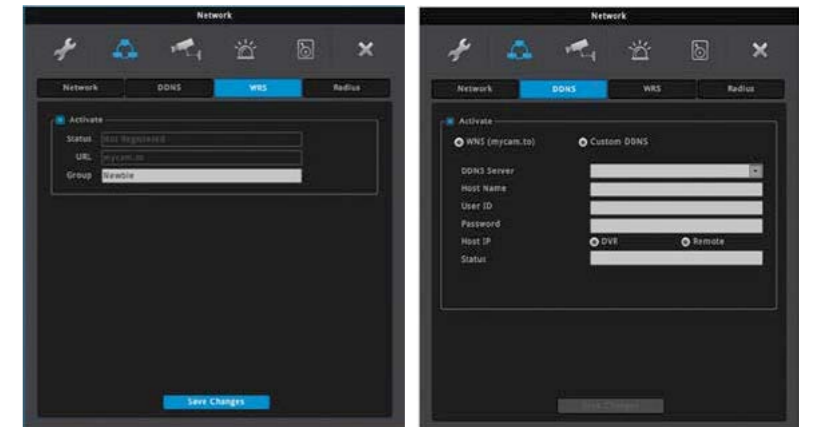 Network
Network DDNS WRS Radius
Activate
Status Not Registered
URL mycam.to
Group Newbie
Save Changes
Network
Network DDNS WRS Radius
Activate
WNS (mycam.to) Custom DDNS
DDNS Server
Host Name
User ID
Password
Host IP DVR Remote
Status
Save Changes